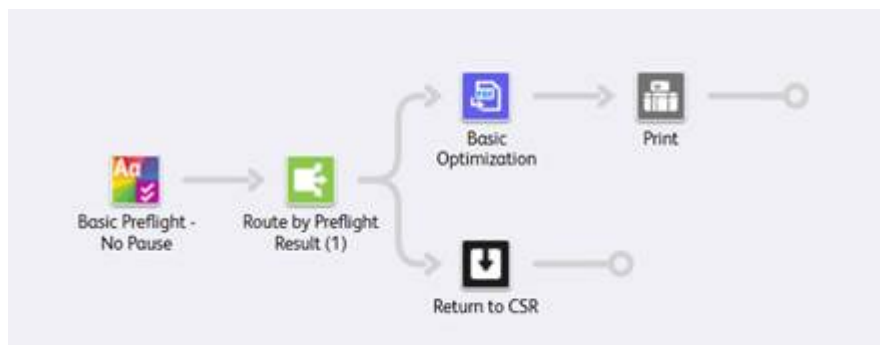 Aa
Basic Preflight -
No Pause
Route by Preflight
Result (1)
Basic
Optimization
Print
Return to CSR